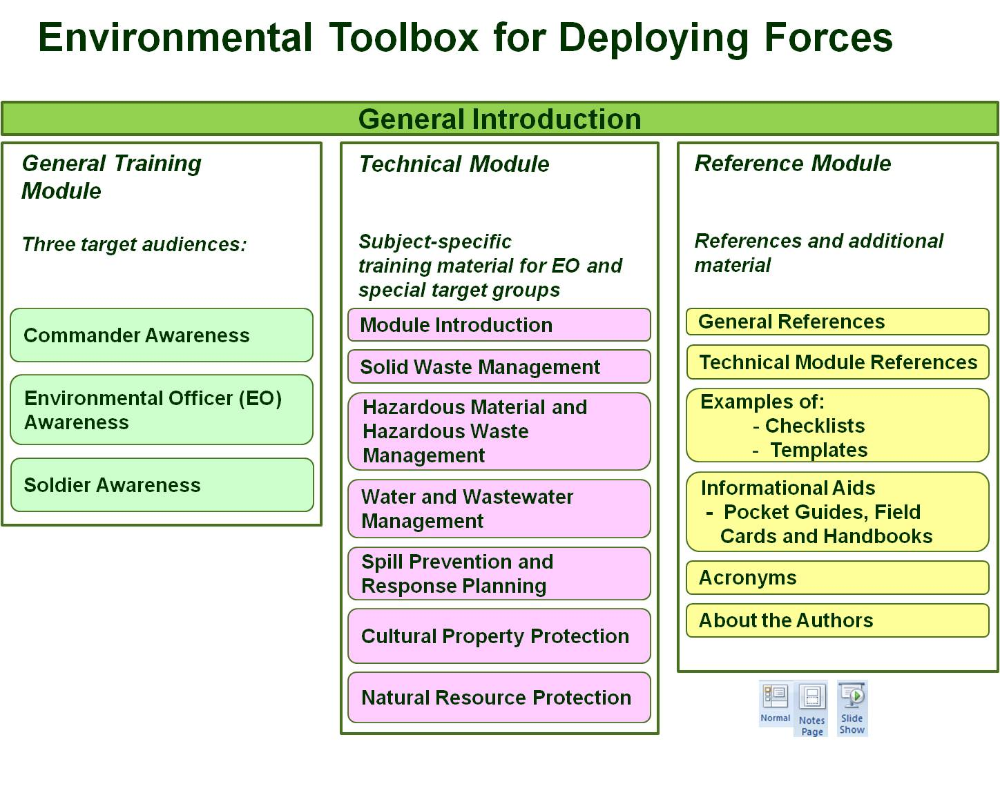 Environmental Toolbox for Deploying Forces
General Introduction
General Training
Module
Three target audiences:
Commander Awareness
Environmental Officer (EO)
Awareness
Soldier Awareness
Technical Module
Subject-specific
training material for EO and
special target groups
Module Introduction
Solid Waste Management
Hazardous Material and
Hazardous Waste
Management
Water and Wastewater
Management
Spill Prevention and
Response Planning
Cultural Property Protection
Natural Resource Protection
Reference Module
References and additional
material
General References
Technical Module References
Examples of:
- Checklists
- Templates
Informational Aids
- Pocket Guides, Field
Cards and Handbooks
Acronyms
About the Authors
Normal
Notes
Page
Slide
Show